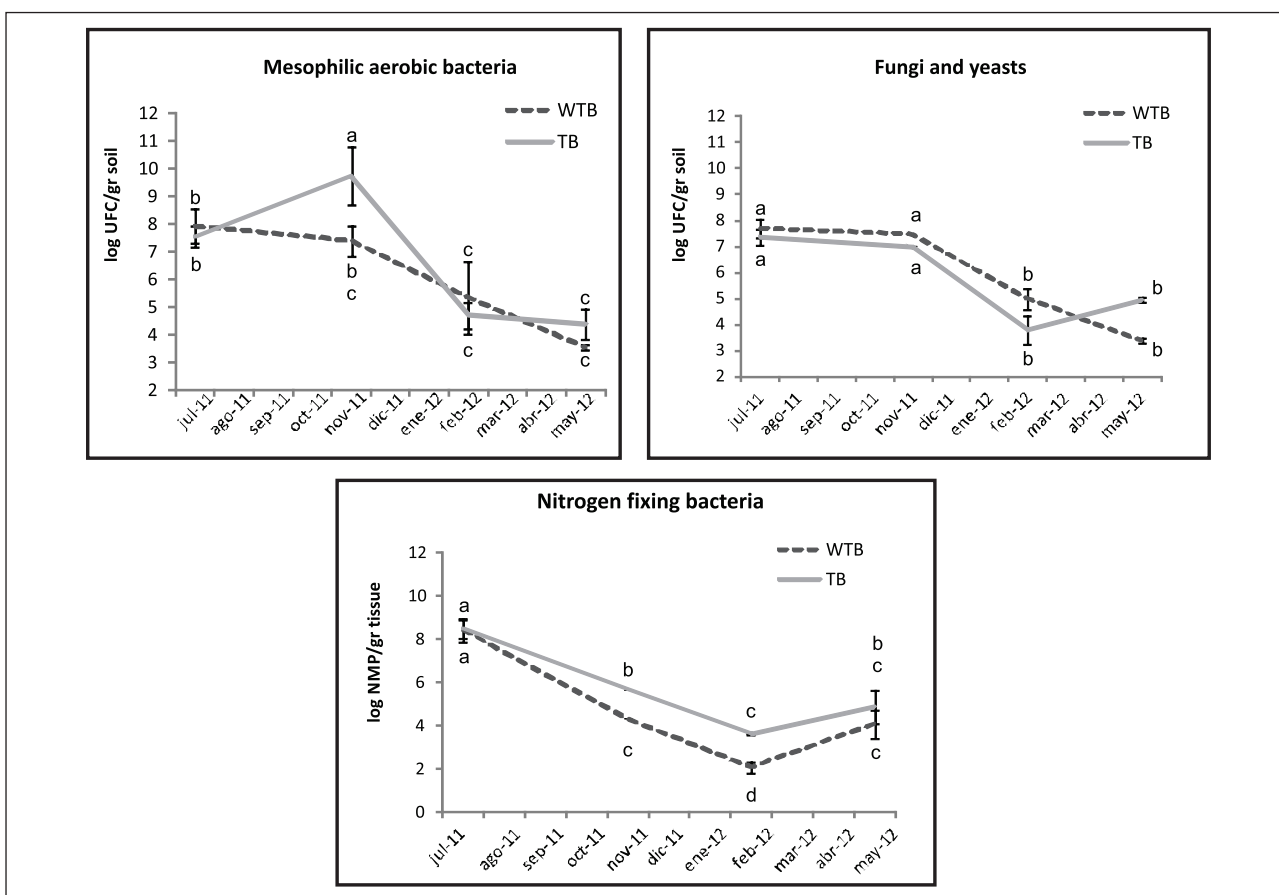 Mesophilic aerobic bacteria
WTB
TB
log UFC/gr soil
12
11
10
9
8
7
6
5
4
3
2
b
b
a
b
c
c
c
c
c
jul-11
ago-11
sep-11
oct-11
nov-11
dic-11
ene-12
feb-12
mar-12
abr-12
may-12
Fungi and yeasts
WTB
TB
log UFC/gr soil
12
11
10
9
8
7
6
5
4
3
2
a
a
a
a
b
b
b
b
jul-11
ago-11
sep-11
oct-11
nov-11
dic-11
ene-12
feb-12
mar-12
abr-12
may-12
Nitrogen fixing bacteria
WTB
TB
log NMP/gr tissue
12
10
8
6
4
2
0
a
a
b
c
c
d
b
c
c
jul-11
ago-11
sep-11
oct-11
nov-11
dic-11
ene-12
feb-12
mar-12
abr-12
may-12